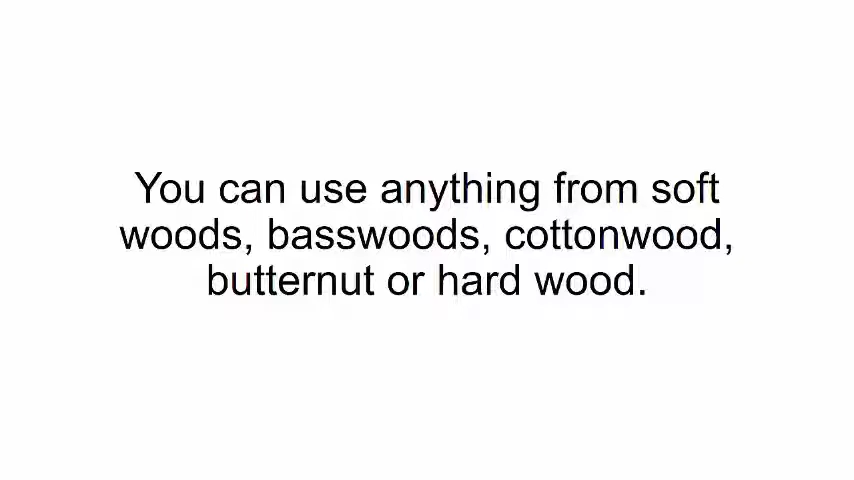 You can use anything from soft
woods, basswoods, cottonwood,
butternut or hard wood.